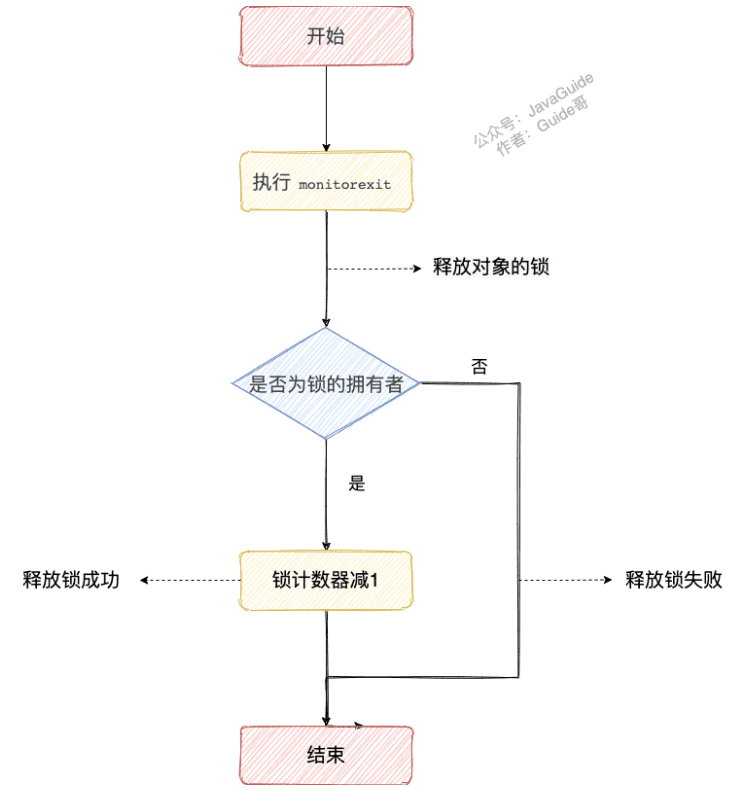 开始
公众号：JavaGuide
作者：Guide哥
执行 monitorexit
释放对象的锁
是否为锁的拥有者
否
是
释放锁成功
锁计数器减1
释放锁失败
结束